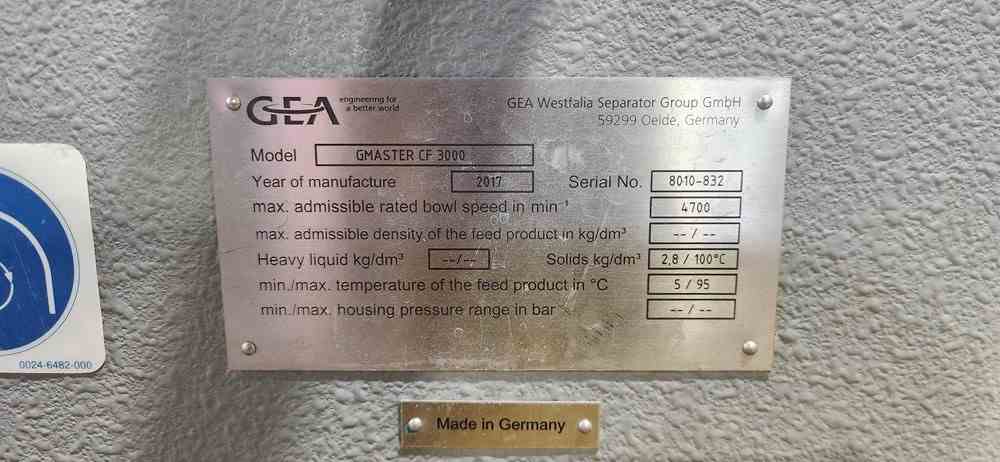 GEA engineering for
a better world
GEA Westfalia Separator Group GmbH
59299 Oelde, Germany
Model GMASTER CF 3000
Year of manufacture 2017 Serial No. 8010-832
max. admissible rated bowl speed in min⁻¹ 4700
max. admissible density of the feed product in kg/dm³ -- / --
Heavy liquid kg/dm³ --/-- Solids kg/dm³ 2,8 / 100°C
min./max. temperature of the feed product in °C 5 / 95
min./max. housing pressure range in bar -- / --
0024-6482-000
Made in Germany